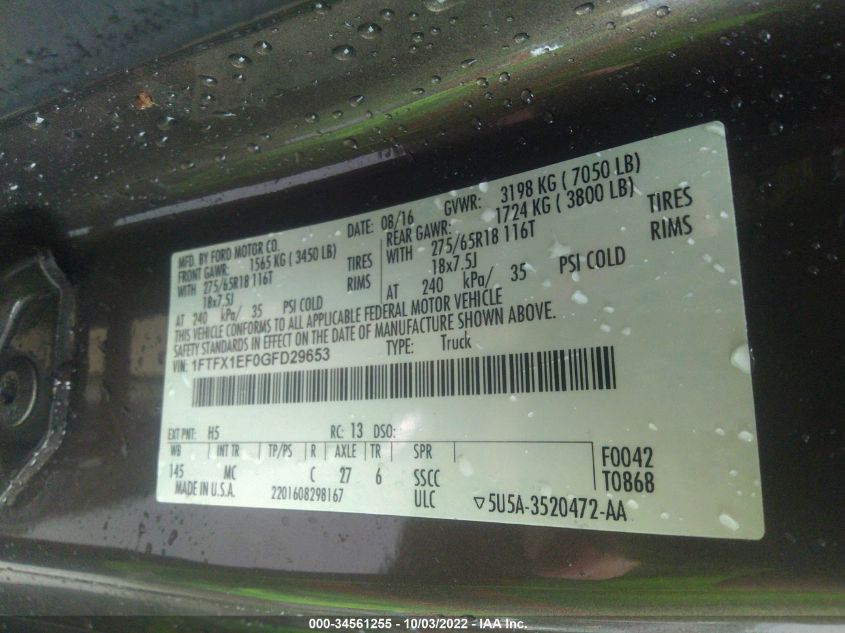 MFD. BY FORD MOTOR CO.
DATE: 08/16 GVWR: 3198 KG ( 7050 LB)
FRONT GAWR: 1565 KG ( 3450 LB)
WITH 275/65R18 116T TIRES
18x7.5J RIMS
AT 240 kPa/ 35 PSI COLD
REAR GAWR: 1724 KG ( 3800 LB)
WITH 275/65R18 116T TIRES
18x7.5J RIMS
AT 240 kPa/ 35 PSI COLD
THIS VEHICLE CONFORMS TO ALL APPLICABLE FEDERAL MOTOR VEHICLE
SAFETY STANDARDS IN EFFECT ON THE DATE OF MANUFACTURE SHOWN ABOVE.
VIN: 1FTFX1EF0GFD29653 TYPE: Truck
EXT PNT: H5 RC: 13 DSO:
WB INT TR TP/PS R AXLE TR SPR
145 MC C 27 6 SSCC
ULC
F0042
T0868
MADE IN U.S.A. 2201608298167
▽5U5A-3520472-AA
000-34561255 - 10/03/2022 - IAA Inc.